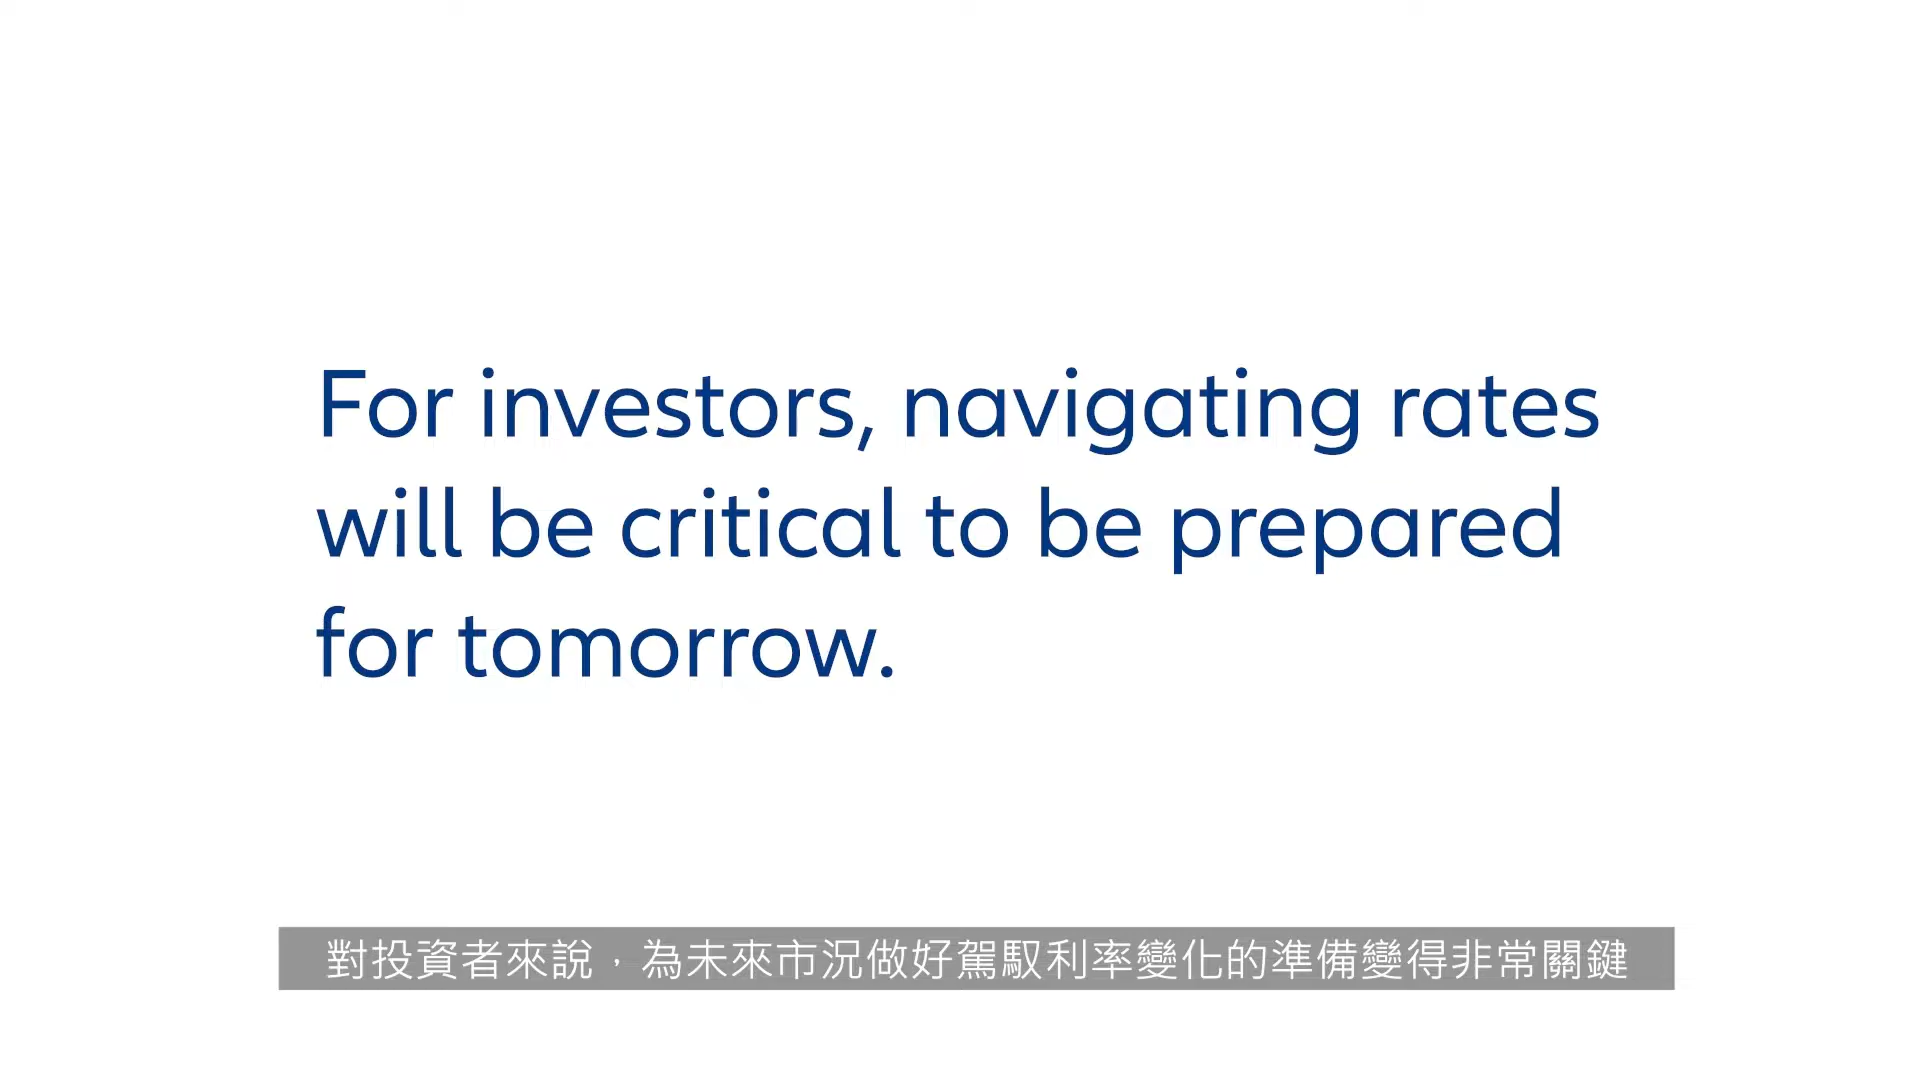 For investors, navigating rates
will be critical to be prepared
for tomorrow.
對投資者來說，為未來市況做好駕馭利率變化的準備變得非常關鍵